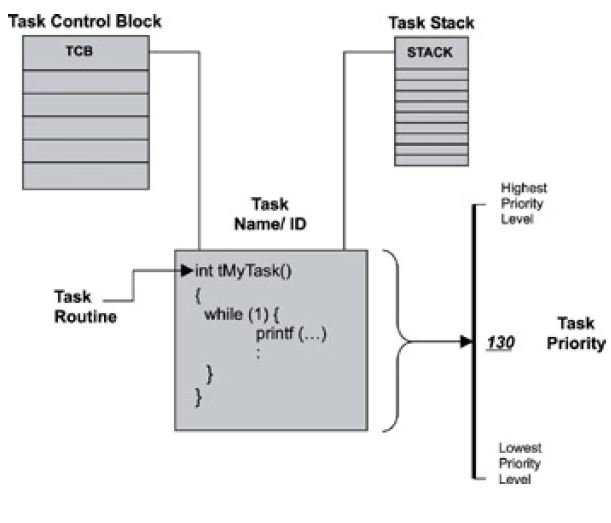 Task Control Block
TCB
Task Stack
STACK
Task
Name/ ID
Task
Routine
int tMyTask()
{
while (1) {
printf (...)
:
}
}
Highest
Priority
Level
130
Task
Priority
Lowest
Priority
Level